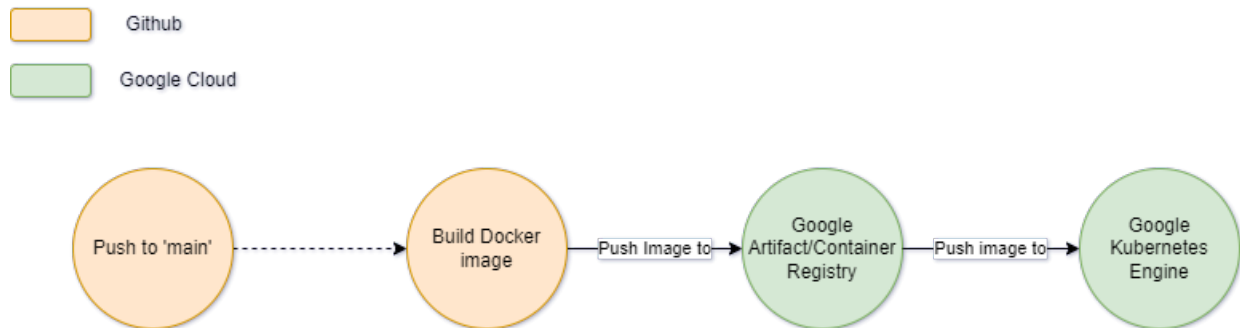 Github
Google Cloud
Push to 'main'
Build Docker
image
Push Image to
Google
Artifact/Container
Registry
Push image to
Google
Kubernetes
Engine